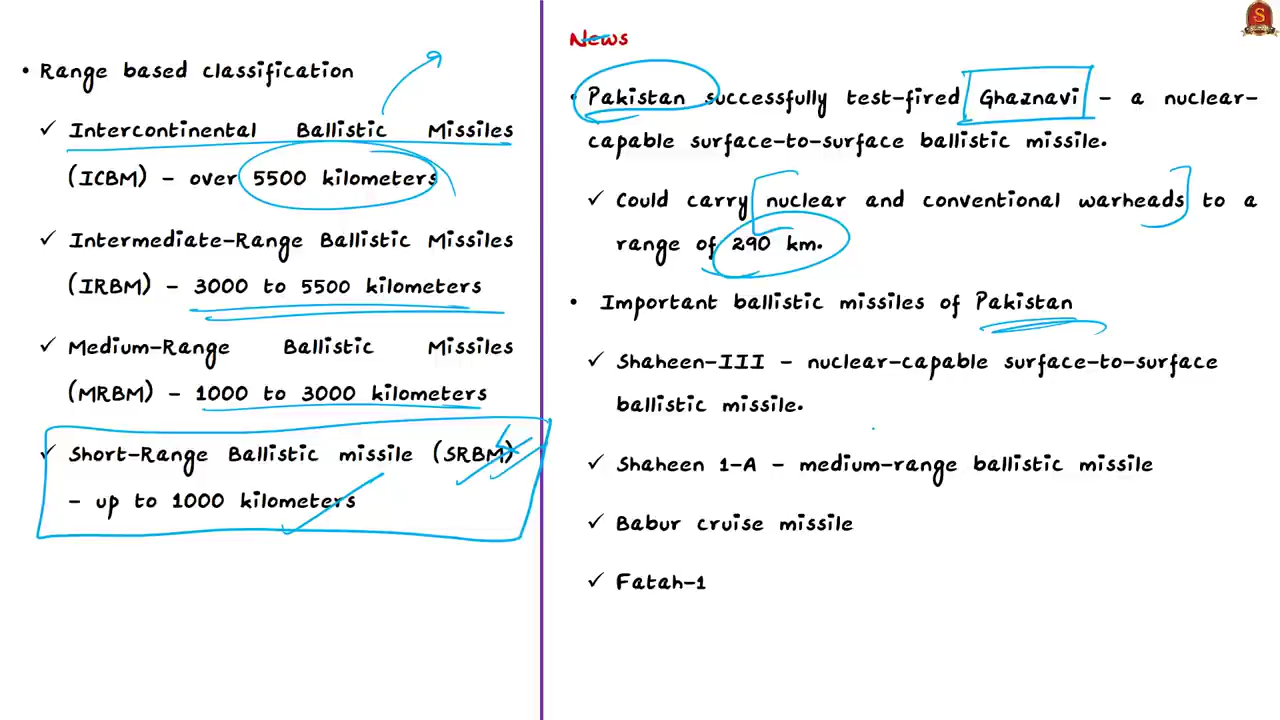 • Range based classification
✓ Intercontinental Ballistic Missiles
(ICBM) – over 5500 kilometers
✓ Intermediate-Range Ballistic Missiles
(IRBM) – 3000 to 5500 kilometers
✓ Medium-Range Ballistic Missiles
(MRBM) – 1000 to 3000 kilometers
✓ Short-Range Ballistic missile (SRBM)
– up to 1000 kilometers
News
• Pakistan successfully test-fired Ghaznavi – a nuclear-
capable surface-to-surface ballistic missile.
✓ Could carry nuclear and conventional warheads to a
range of 290 km.
• Important ballistic missiles of Pakistan
✓ Shaheen-III – nuclear-capable surface-to-surface
ballistic missile.
✓ Shaheen 1-A – medium-range ballistic missile
✓ Babur cruise missile
✓ Fatah-1